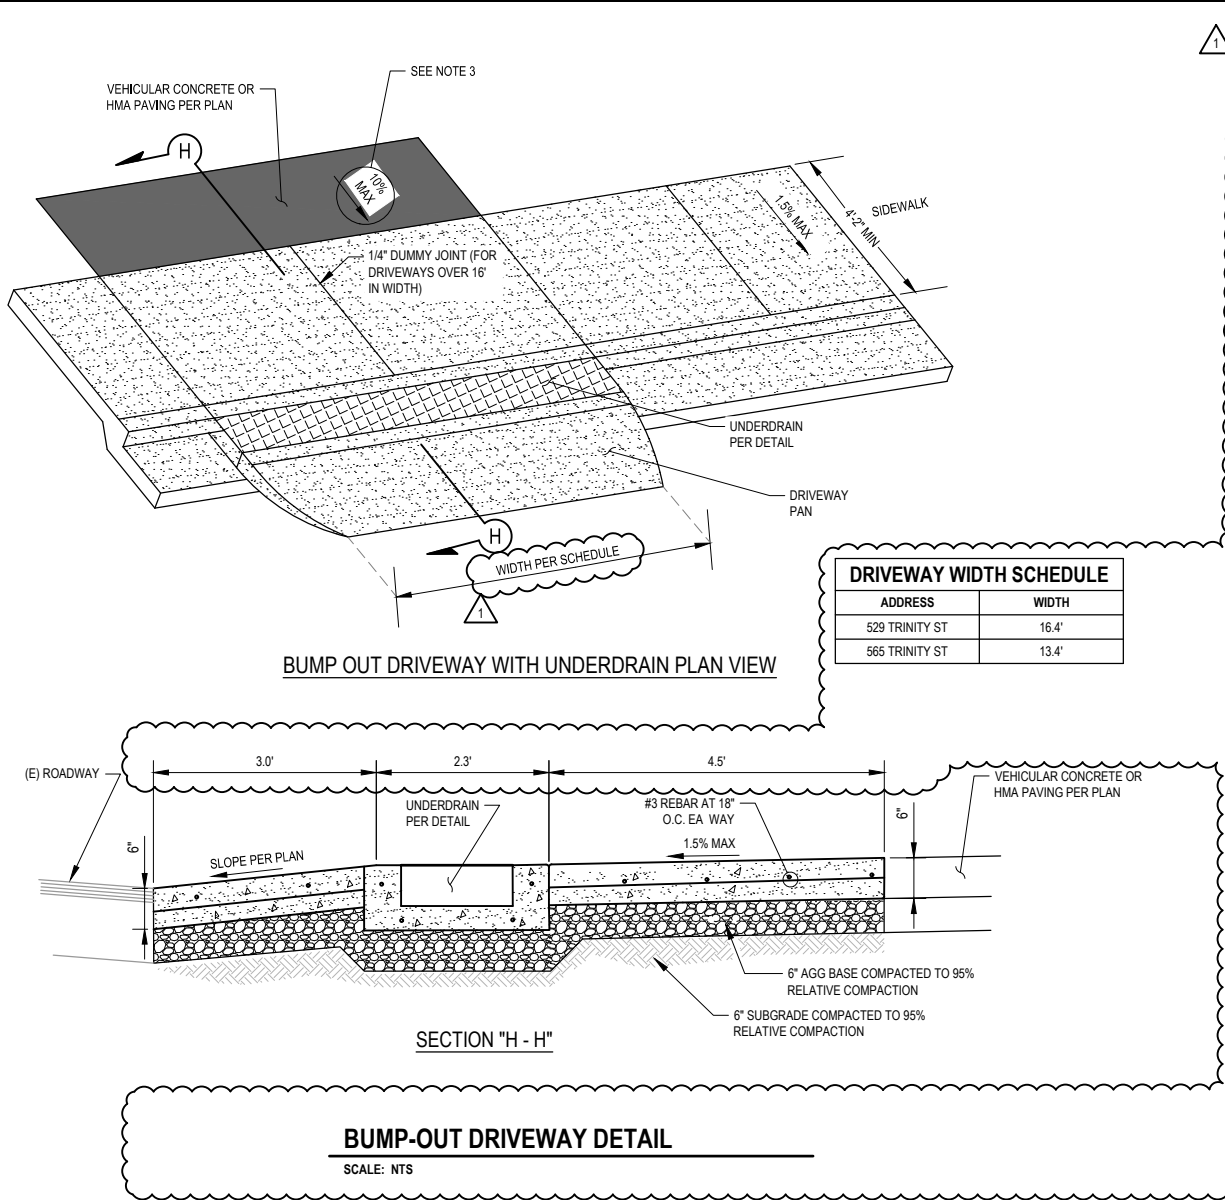 1
SEE NOTE 3
VEHICULAR CONCRETE OR
HMA PAVING PER PLAN
H
10%
MAX
1.5% MAX
SIDEWALK
4'-2" MIN
1/4" DUMMY JOINT (FOR
DRIVEWAYS OVER 16'
IN WIDTH)
UNDERDRAIN
PER DETAIL
DRIVEWAY
PAN
H
WIDTH PER SCHEDULE
1
DRIVEWAY WIDTH SCHEDULE
ADDRESS WIDTH
529 TRINITY ST 16.4'
565 TRINITY ST 13.4'
BUMP OUT DRIVEWAY WITH UNDERDRAIN PLAN VIEW
(E) ROADWAY
3.0'
2.3'
4.5'
VEHICULAR CONCRETE OR
HMA PAVING PER PLAN
UNDERDRAIN
PER DETAIL
#3 REBAR AT 18"
O.C. EA WAY
6"
6"
SLOPE PER PLAN
1.5% MAX
6" AGG BASE COMPACTED TO 95%
RELATIVE COMPACTION
6" SUBGRADE COMPACTED TO 95%
RELATIVE COMPACTION
SECTION "H - H"
BUMP-OUT DRIVEWAY DETAIL
SCALE: NTS